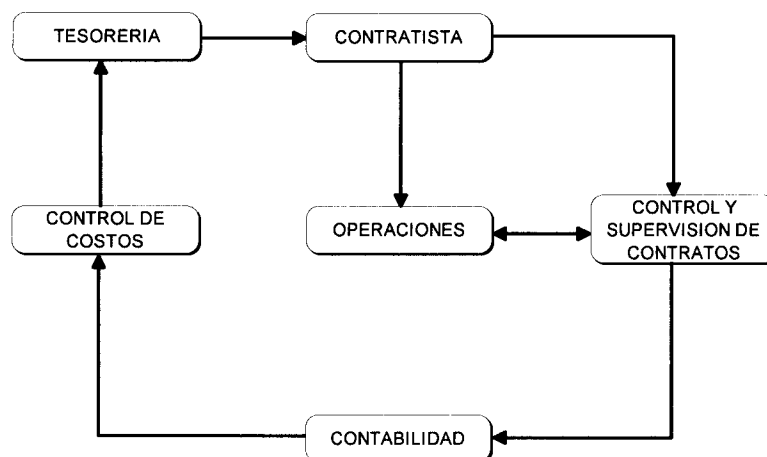 TESORERIA
CONTRATISTA
CONTROL DE
COSTOS
OPERACIONES
CONTROL Y
SUPERVISION DE
CONTRATOS
CONTABILIDAD